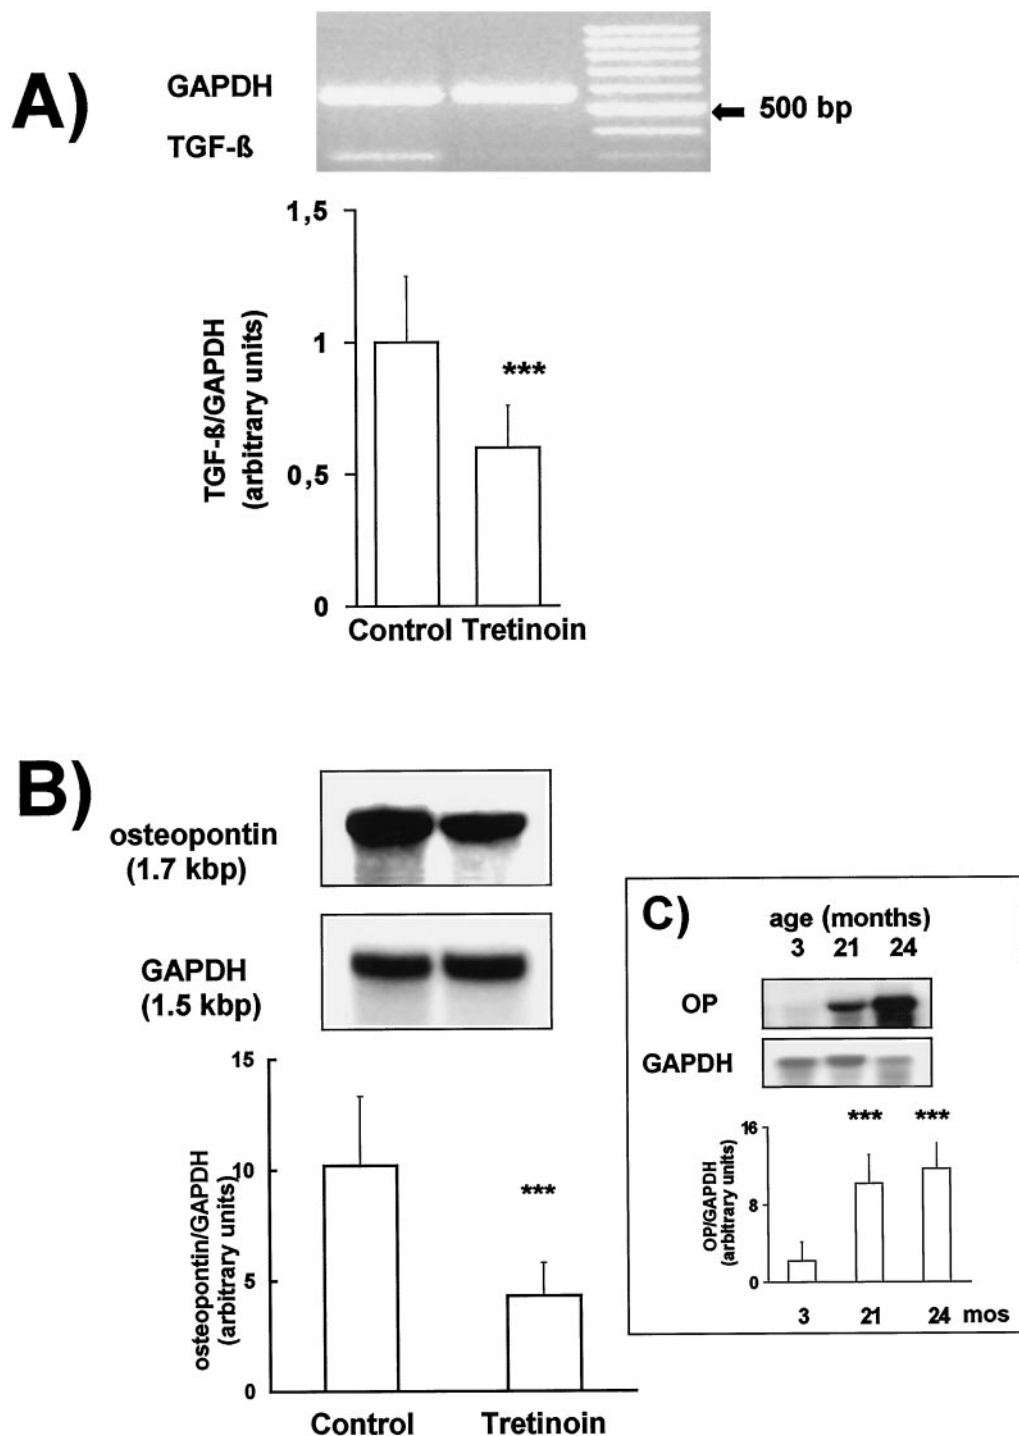 A)
GAPDH
TGF-ß
500 bp
1,5
1
0,5
0
TGF-ß/GAPDH
(arbitrary units)
***
Control Tretinoin
B)
osteopontin
(1.7 kbp)
GAPDH
(1.5 kbp)
15
10
5
0
osteopontin/GAPDH
(arbitrary units)
***
Control Tretinoin
C)
age (months)
3 21 24
OP
GAPDH
*** ***
16
8
0
OP/GAPDH
(arbitrary units)
3 21 24 mos